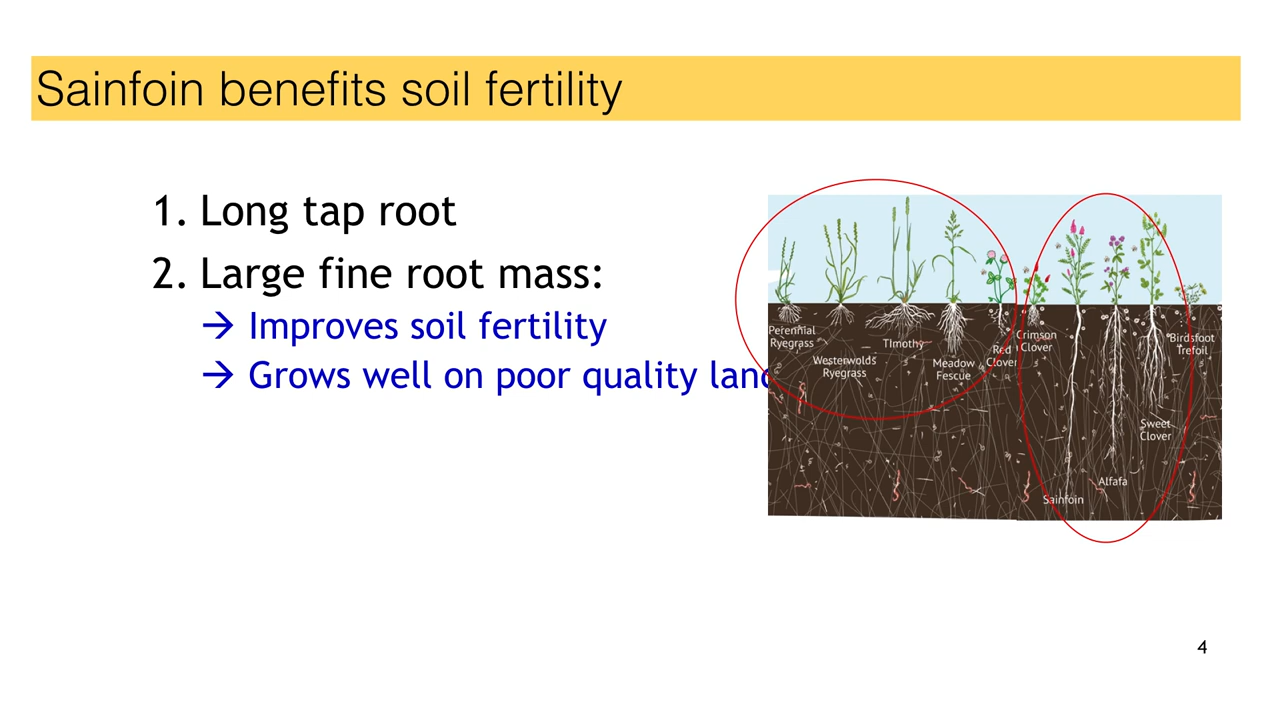 Sainfoin benefits soil fertility
1. Long tap root
2. Large fine root mass:
→ Improves soil fertility
→ Grows well on poor quality land
Perennial
Ryegrass
Westerwolds
Ryegrass
TImothy
Meadow
Fescue
Red
Clover
Crimson
Clover
Sainfoin
Alfafa
Sweet
Clover
Birdsfoot
Trefoil
4